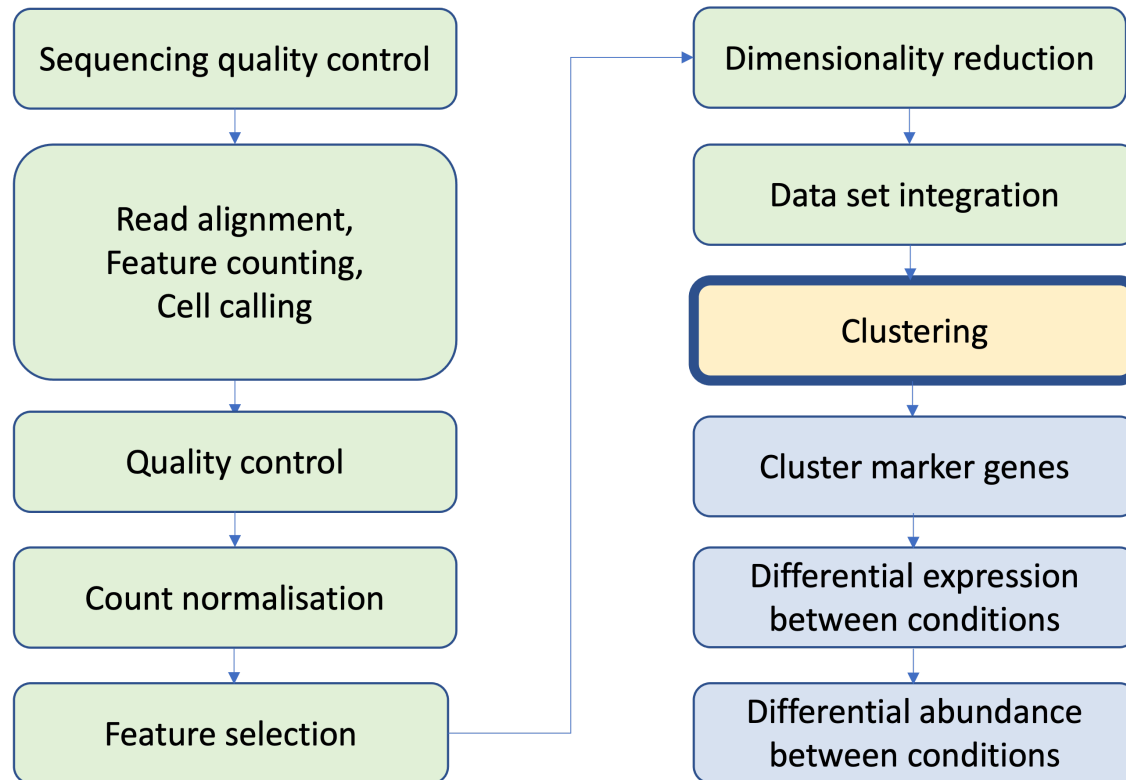 Sequencing quality control
Read alignment,
Feature counting,
Cell calling
Quality control
Count normalisation
Feature selection
Dimensionality reduction
Data set integration
Clustering
Cluster marker genes
Differential expression
between conditions
Differential abundance
between conditions